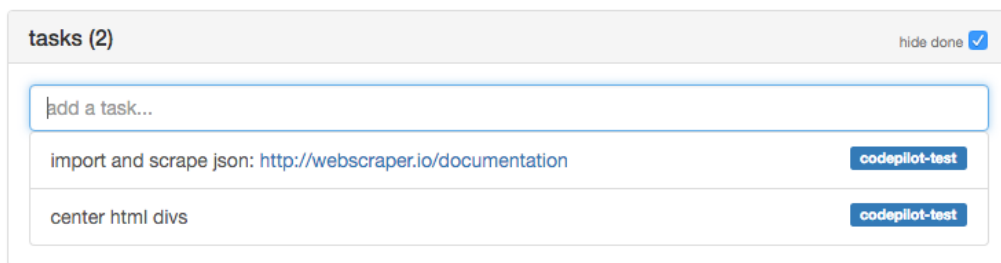 tasks (2)
hide done
add a task...
import and scrape json: http://webscraper.io/documentation codepilot-test
center html divs codepilot-test